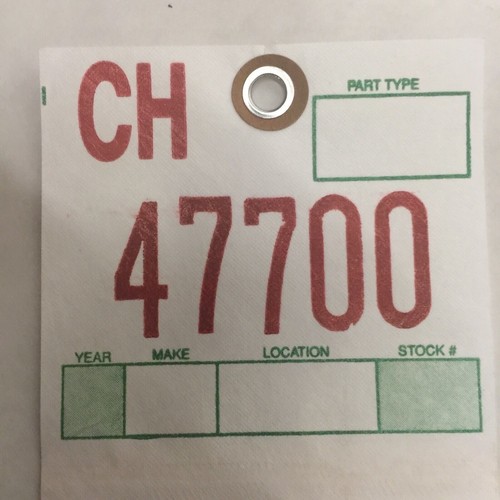 CH
PART TYPE
47700
YEAR MAKE LOCATION STOCK #